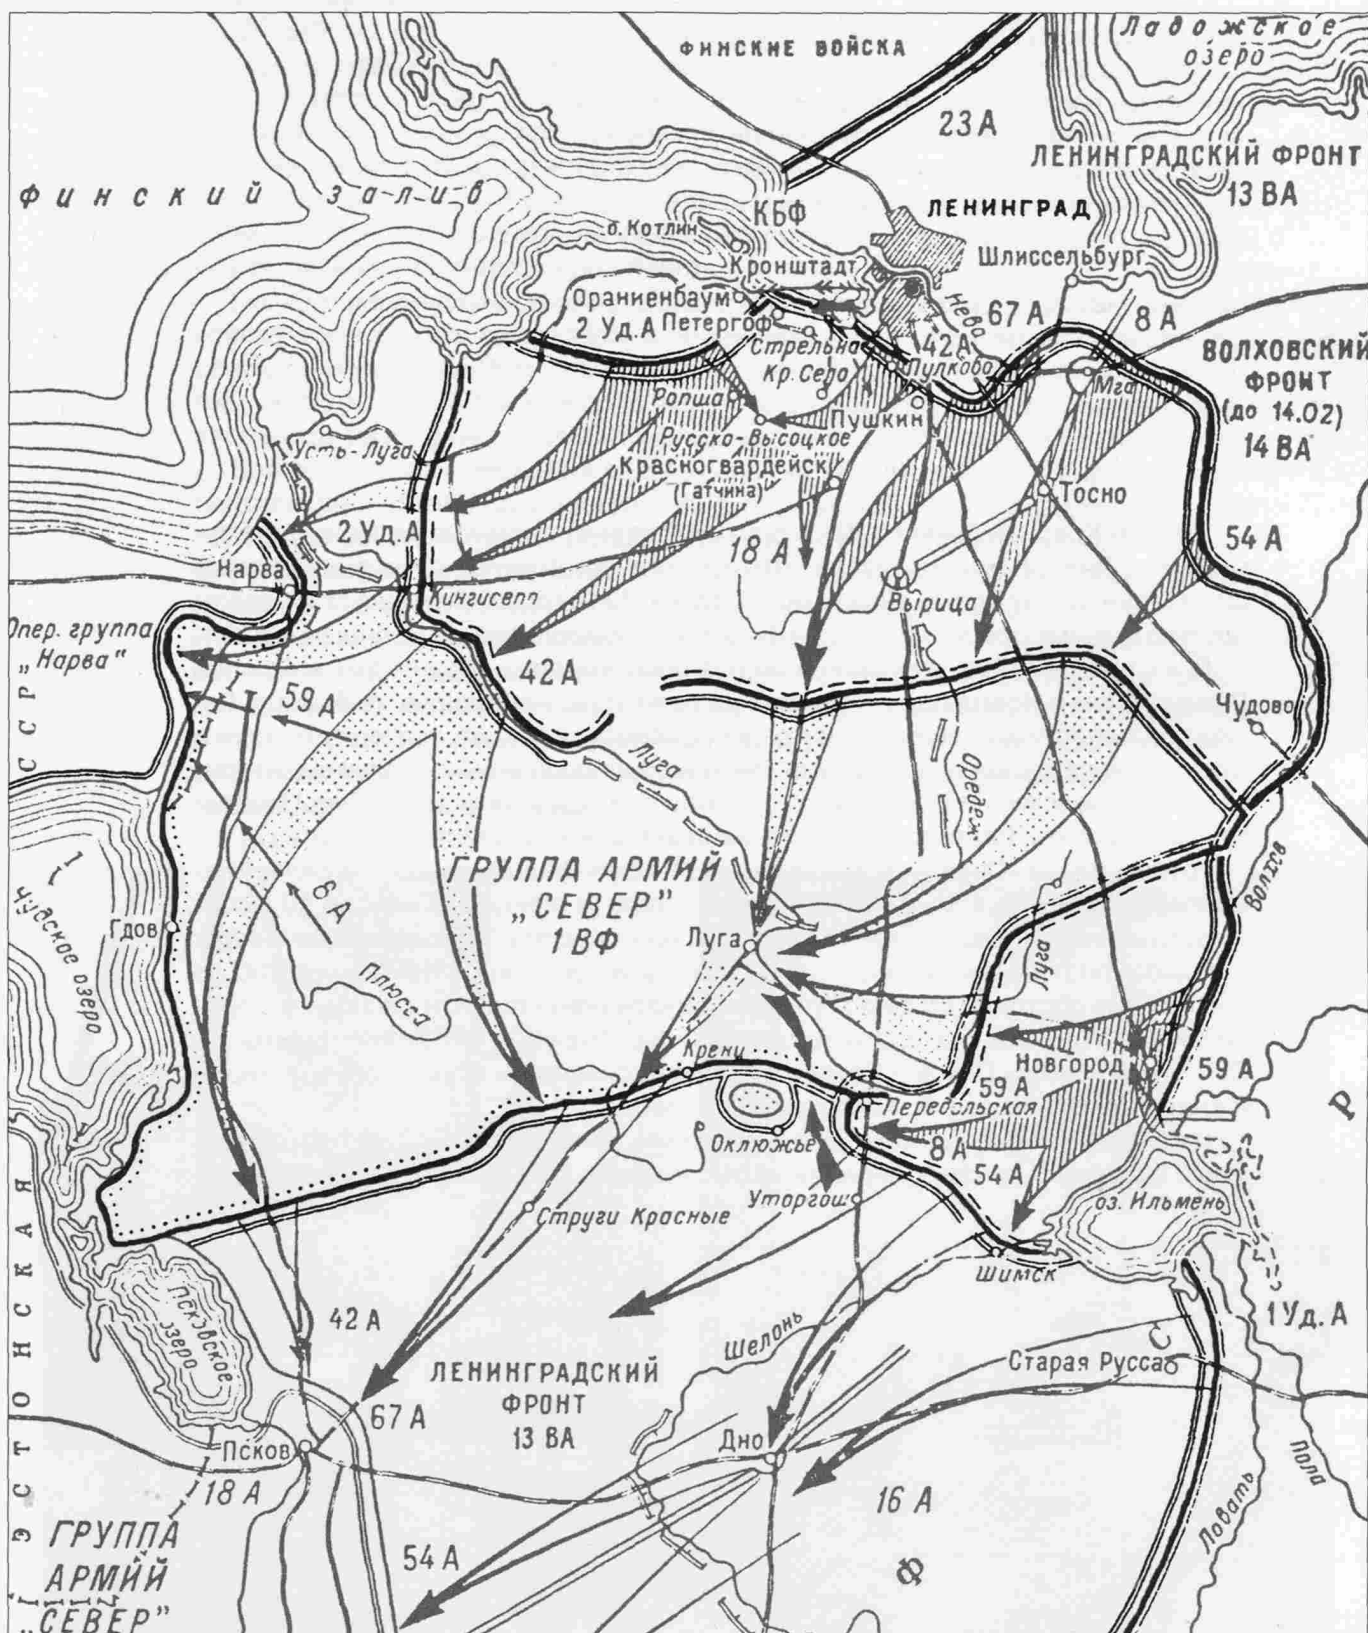 ФИНСКИЕ ВОЙСКА
Ладожское
озеро
23 А
ЛЕНИНГРАДСКИЙ ФРОНТ
13 ВА
ФИНСКИЙ ЗАЛИВ
КБФ
ЛЕНИНГРАД
о. Котлин
Кронштадт
Шлиссельбург
Ораниенбаум
2 Уд. А
Петергоф
Стрельна
Нева
67 А
8 А
42 А
Кр. Село
Пулково
Мга
ВОЛХОВСКИЙ
ФРОНТ
(до 14.02)
14 ВА
Ропша
Пушкин
Русско-Высоцкое
Усть-Луга
Красногвардейск
(Гатчина)
Тосно
2 Уд. А
18 А
54 А
Нарва
Кингисепп
Вырица
Опер. группа
„Нарва"
42 А
59 А
Чудово
Луга
Оредеж
ГРУППА АРМИЙ
„СЕВЕР"
1 ВФ
8 А
Волхов
Чудское озеро
Гдов
Луга
Луга
Плюсса
Крени
Новгород
59 А
59 А
Передольская
Оклюжье
8 А
54 А
Уторгош
оз. Ильмень
Струги Красные
Шимск
Псковское
озеро
42 А
Шелонь
1 Уд. А
ЛЕНИНГРАДСКИЙ
ФРОНТ
13 ВА
Старая Русса
67 А
Псков
Дно
Пола
18 А
16 А
Ловать
ГРУППА
АРМИЙ
„СЕВЕР"
54 А
ЭСТОНСКАЯ ССР
Р
С
Ф